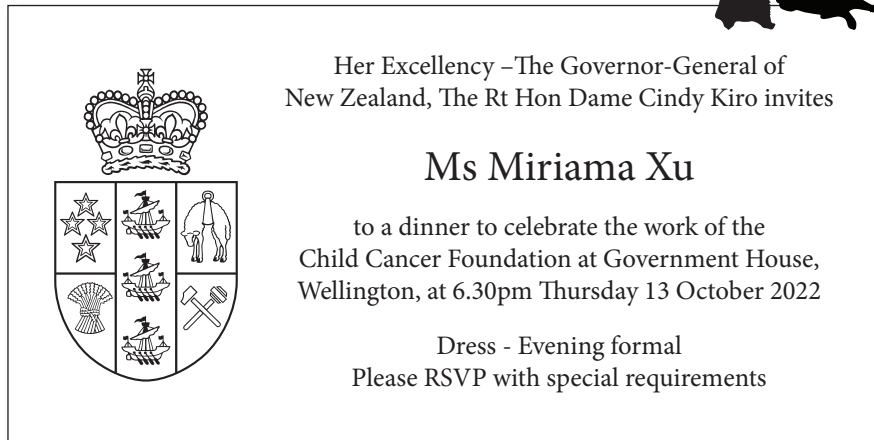 Her Excellency –The Governor-General of
New Zealand, The Rt Hon Dame Cindy Kiro invites
Ms Miriama Xu
to a dinner to celebrate the work of the
Child Cancer Foundation at Government House,
Wellington, at 6.30pm Thursday 13 October 2022
Dress - Evening formal
Please RSVP with special requirements